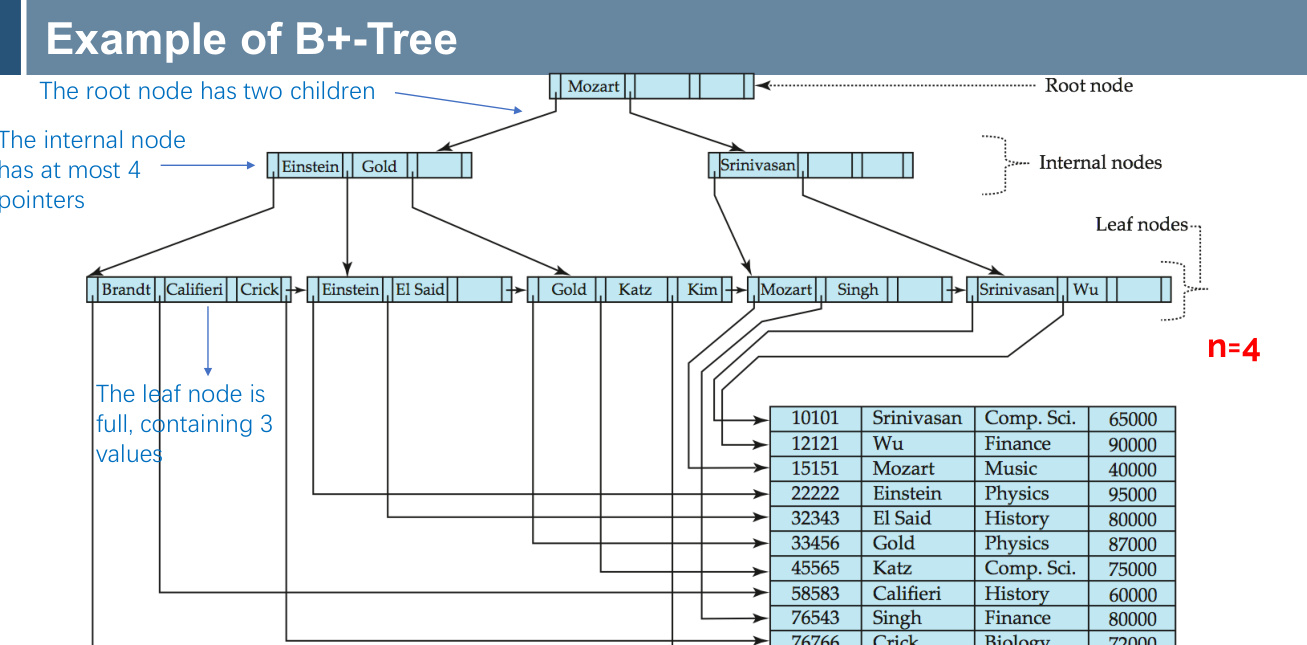 Example of B+-Tree
The root node has two children
Mozart
Root node
The internal node
has at most 4
pointers
Einstein Gold
Srinivasan
Internal nodes
Leaf nodes
Brandt Califieri Crick Einstein El Said Gold Katz Kim Mozart Singh Srinivasan Wu
n=4
The leaf node is
full, containing 3
values
10101 Srinivasan Comp. Sci. 65000
12121 Wu Finance 90000
15151 Mozart Music 40000
22222 Einstein Physics 95000
32343 El Said History 80000
33456 Gold Physics 87000
45565 Katz Comp. Sci. 75000
58583 Califieri History 60000
76543 Singh Finance 80000
76766 Crick Biology 72000